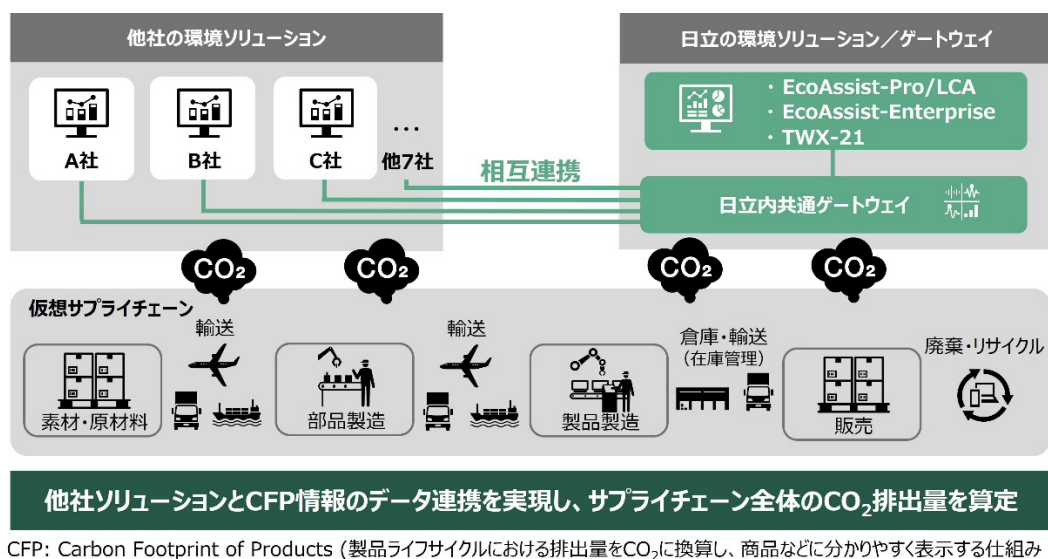 他社の環境ソリューション
日立の環境ソリューション／ゲートウェイ
A社
B社
C社
…
他7社
相互連携
・EcoAssist-Pro/LCA
・EcoAssist-Enterprise
・TWX-21
日立内共通ゲートウェイ
CO₂
CO₂
CO₂
CO₂
仮想サプライチェーン
素材・原材料
輸送
部品製造
輸送
製品製造
倉庫・輸送
(在庫管理)
販売
廃棄・リサイクル
他社ソリューションとCFP情報のデータ連携を実現し、サプライチェーン全体のCO₂排出量を算定
CFP: Carbon Footprint of Products (製品ライフサイクルにおける排出量をCO₂に換算し、商品などに分かりやすく表示する仕組み